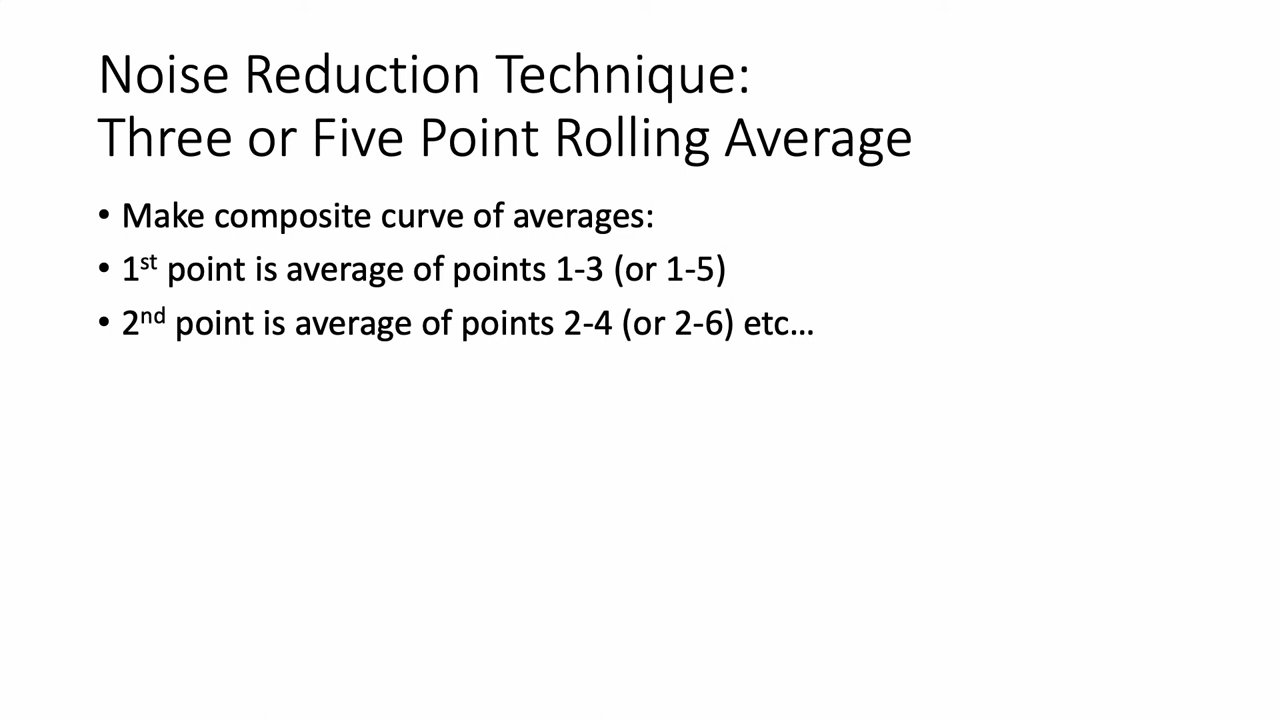 Noise Reduction Technique:
Three or Five Point Rolling Average
• Make composite curve of averages:
• 1st point is average of points 1-3 (or 1-5)
• 2nd point is average of points 2-4 (or 2-6) etc…